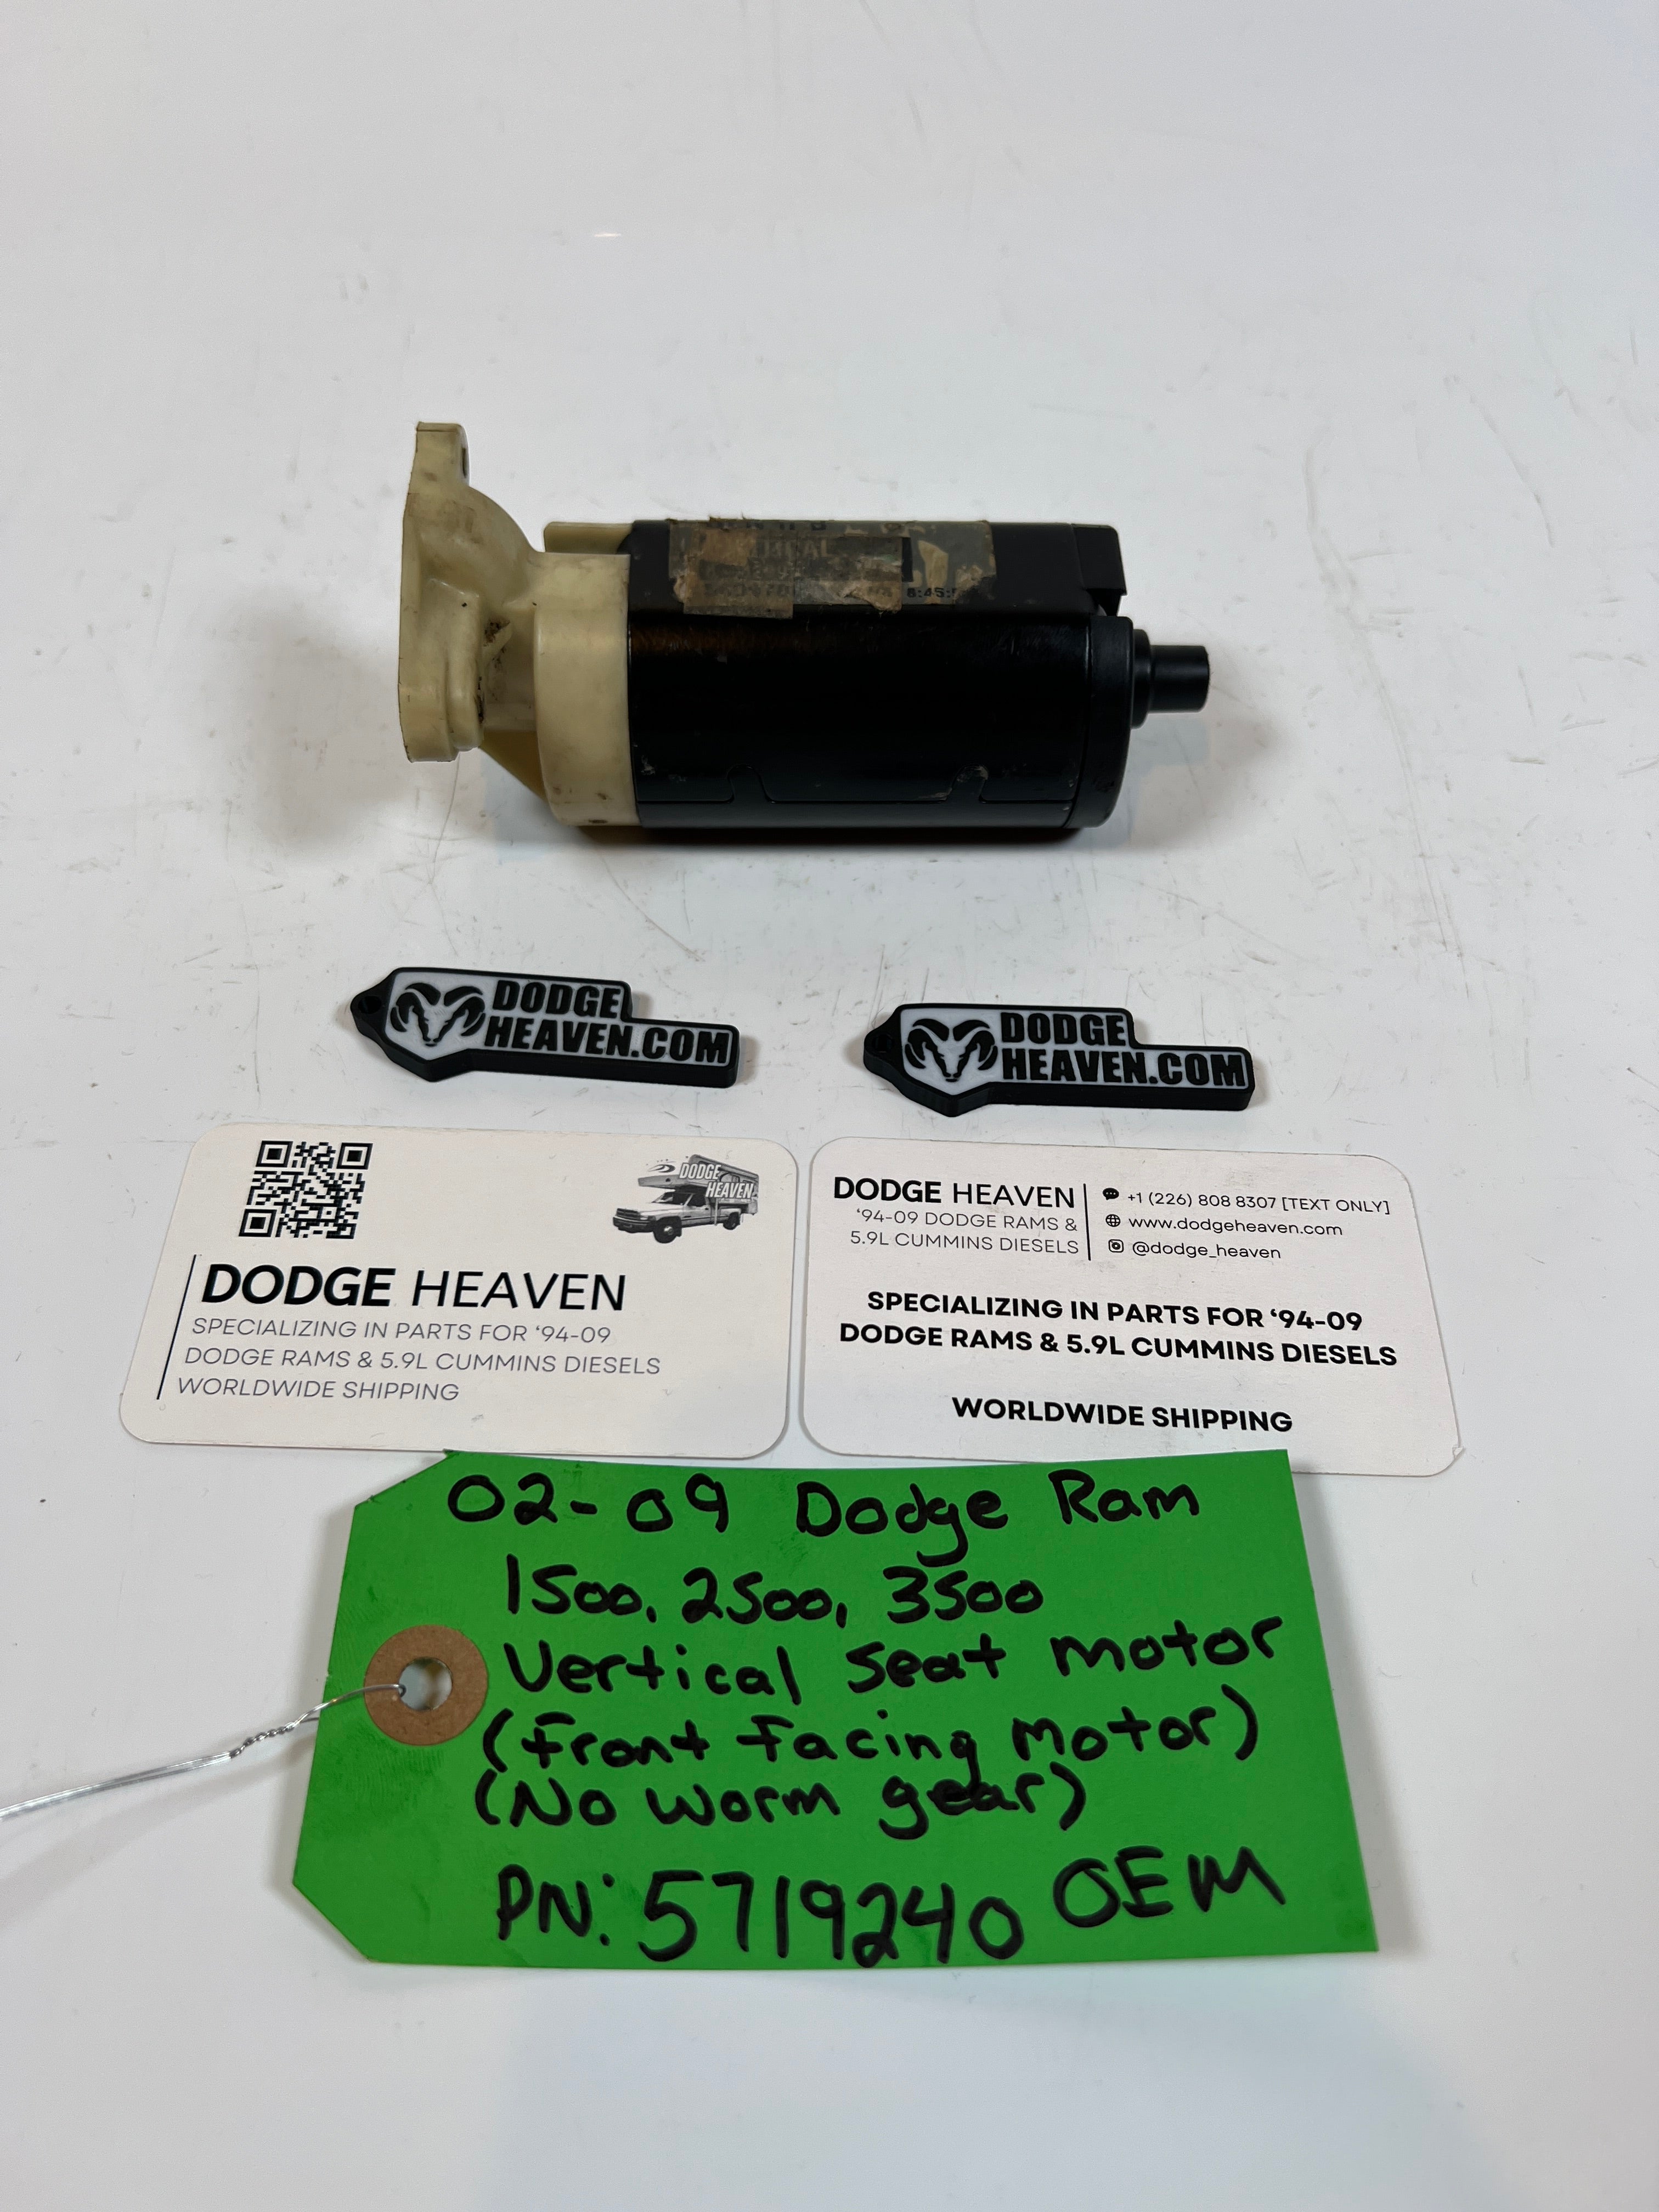 TICAL
8:45:
DODGE
HEAVEN.COM
DODGE
HEAVEN.COM
DODGE
HEAVEN
DODGE HEAVEN
SPECIALIZING IN PARTS FOR ‘94-09
DODGE RAMS & 5.9L CUMMINS DIESELS
WORLDWIDE SHIPPING
DODGE HEAVEN
‘94-09 DODGE RAMS &
5.9L CUMMINS DIESELS
+1 (226) 808 8307 [TEXT ONLY]
www.dodgeheaven.com
@dodge_heaven
SPECIALIZING IN PARTS FOR ‘94-09
DODGE RAMS & 5.9L CUMMINS DIESELS
WORLDWIDE SHIPPING
02-09 Dodge Ram
1500, 2500, 3500
Vertical seat motor
(Front facing motor)
(No worm gear)
PN: 5719240 OEM